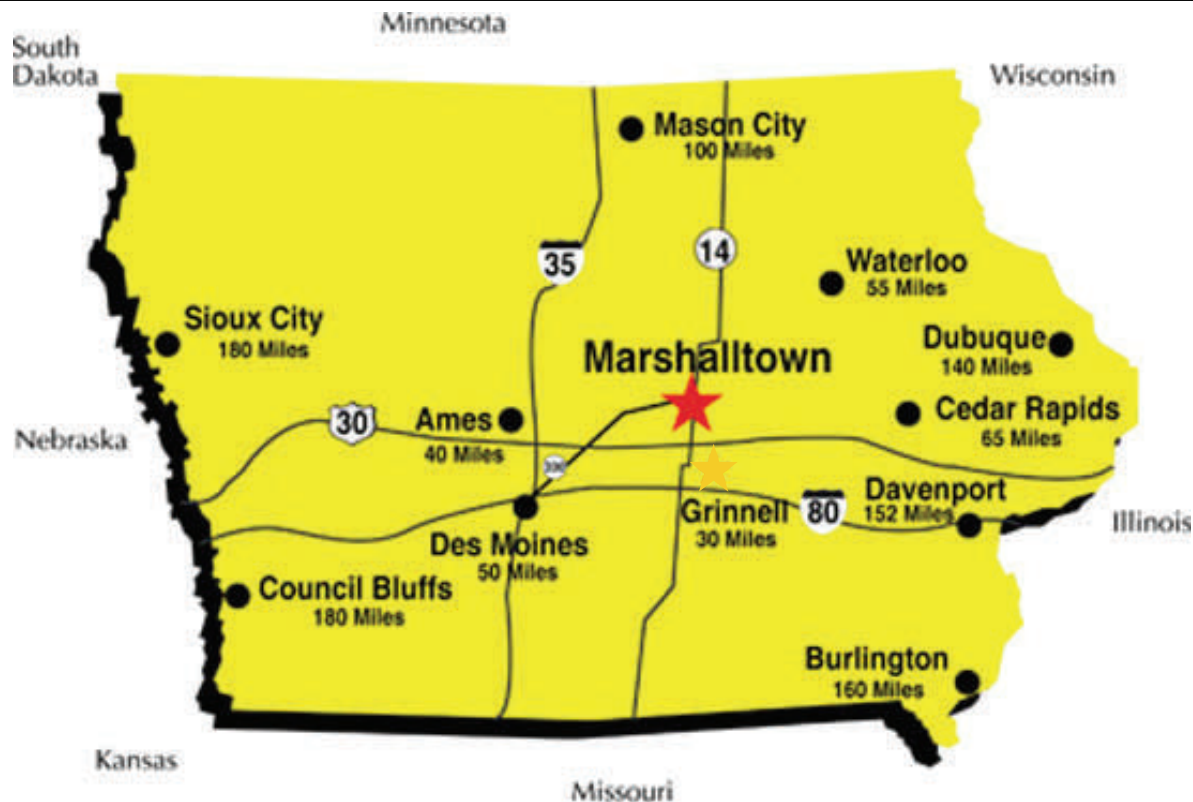 Minnesota
South
Dakota
Wisconsin
Mason City
100 Miles
14
35
Waterloo
55 Miles
Sioux City
180 Miles
Dubuque
140 Miles
Marshalltown
30
Ames
40 Miles
Cedar Rapids
65 Miles
Nebraska
330
Davenport
152 Miles
Grinnell
30 Miles
80
Illinois
Des Moines
50 Miles
Council Bluffs
180 Miles
Burlington
160 Miles
Kansas
Missouri